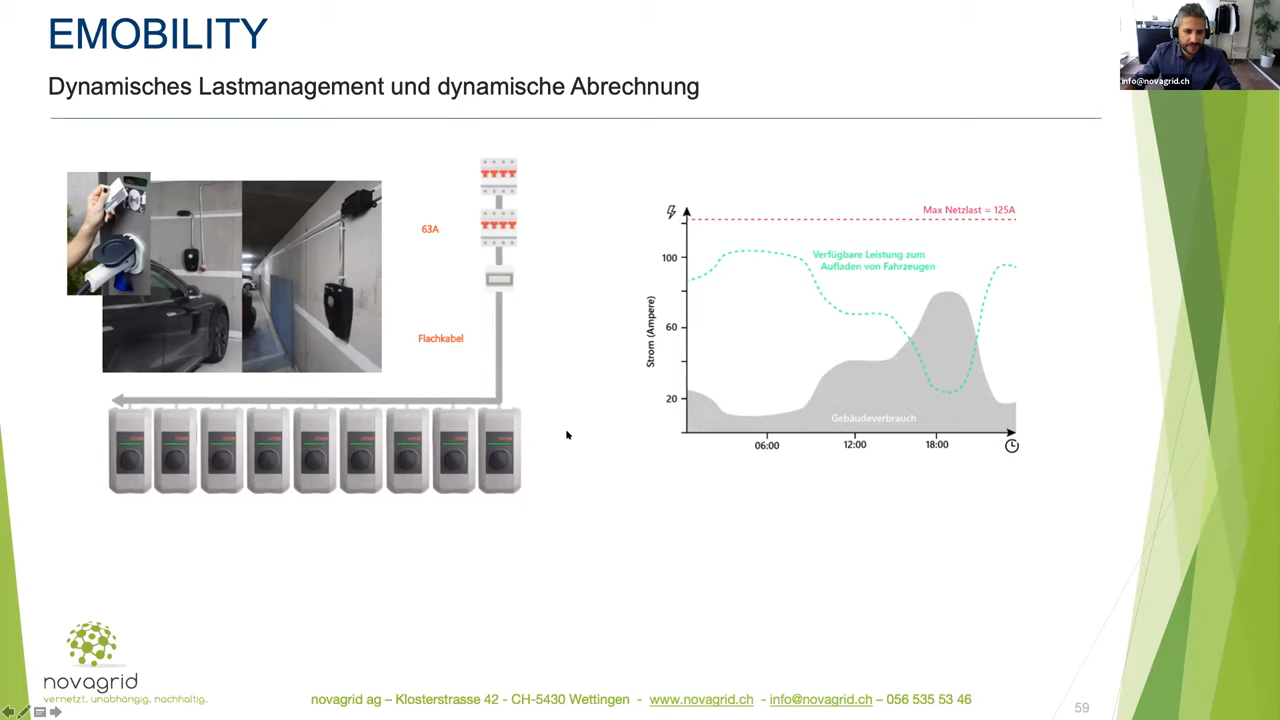 EMOBILITY
Dynamisches Lastmanagement und dynamische Abrechnung
info@novagrid.ch
63A
Flachkabel
Max Netzlast = 125A
Verfügbare Leistung zum
Aufladen von Fahrzeugen
Strom (Ampere)
100
60
20
Gebäudeverbrauch
06:00
12:00
18:00
novagrid
vernetzt. unabhängig. nachhaltig.
novagrid ag – Klosterstrasse 42 - CH-5430 Wettingen - www.novagrid.ch - info@novagrid.ch – 056 535 53 46
59